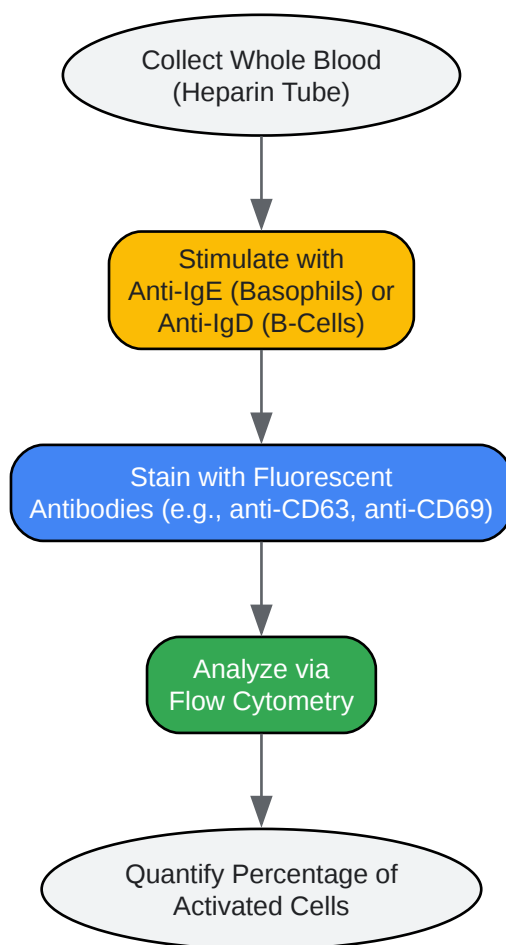 Collect Whole Blood
(Heparin Tube)
Stimulate with
Anti-IgE (Basophils) or
Anti-IgD (B-Cells)
Stain with Fluorescent
Antibodies (e.g., anti-CD63, anti-CD69)
Analyze via
Flow Cytometry
Quantify Percentage of
Activated Cells